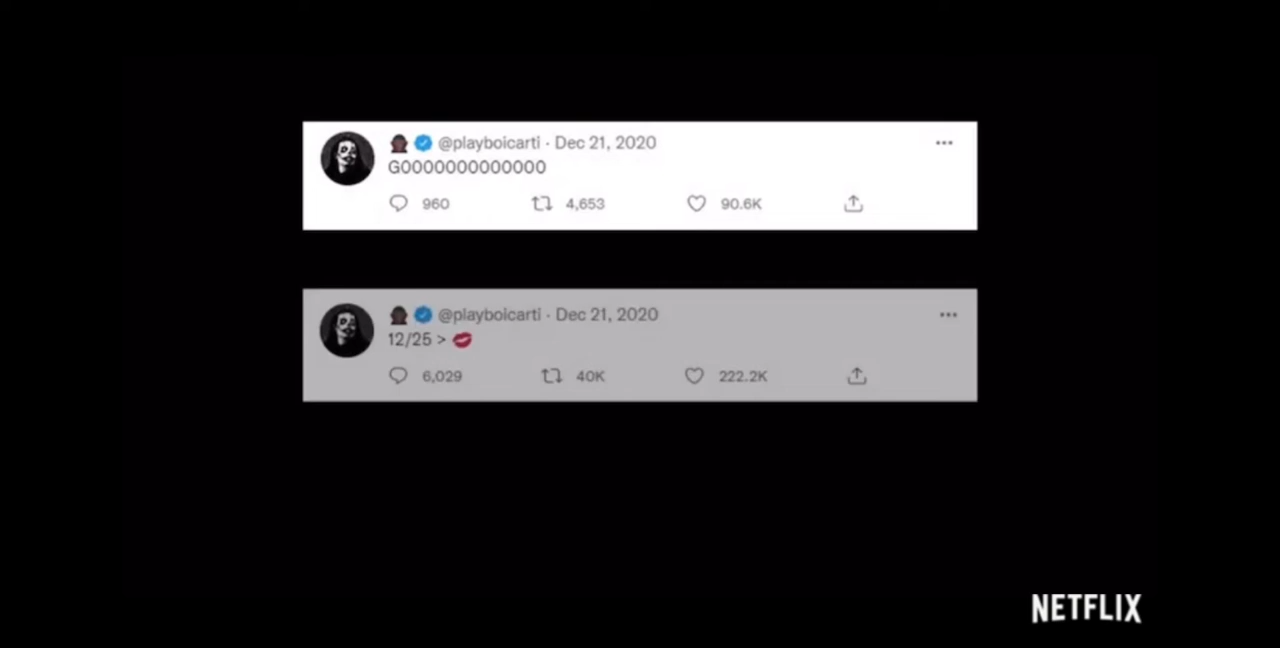 @playboicarti · Dec 21, 2020
GOOOOOOOOOOOOO
960 4,653 90.6K
@playboicarti · Dec 21, 2020
12/25 > 💋
6,029 40K 222.2K
NETFLIX